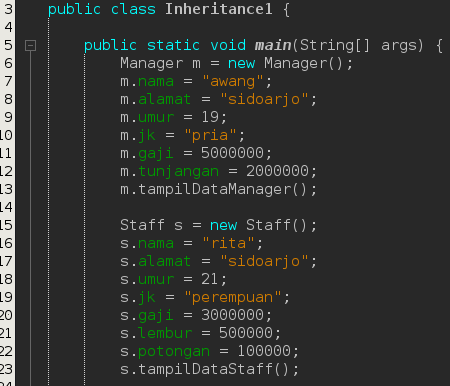 3 public class Inheritance1 {
4
5 public static void main(String[] args) {
6 Manager m = new Manager();
7 m.nama = "awang";
8 m.alamat = "sidoarjo";
9 m.umur = 19;
10 m.jk = "pria";
11 m.gaji = 5000000;
12 m.tunjangan = 2000000;
13 m.tampilDataManager();
14
15 Staff s = new Staff();
16 s.nama = "rita";
17 s.alamat = "sidoarjo";
18 s.umur = 21;
19 s.jk = "perempuan";
20 s.gaji = 3000000;
21 s.lembur = 500000;
22 s.potongan = 100000;
23 s.tampilDataStaff();